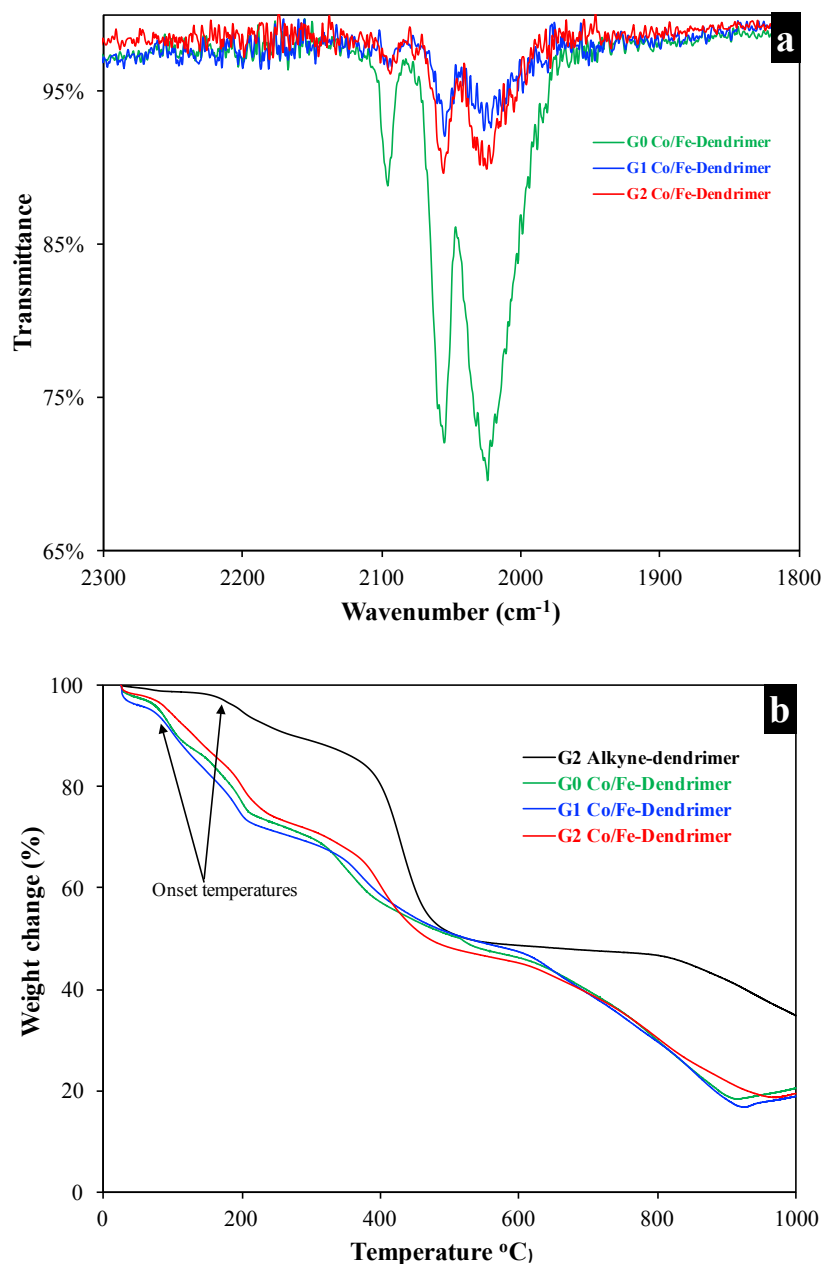 a
95%
85%
75%
65%
Transmittance
G0 Co/Fe-Dendrimer
G1 Co/Fe-Dendrimer
G2 Co/Fe-Dendrimer
2300 2200 2100 2000 1900 1800
Wavenumber (cm⁻¹)
b
100
80
60
40
20
0
Weight change (%)
G2 Alkyne-dendrimer
G0 Co/Fe-Dendrimer
G1 Co/Fe-Dendrimer
G2 Co/Fe-Dendrimer
Onset temperatures
0 200 400 600 800 1000
Temperature ᵒC)